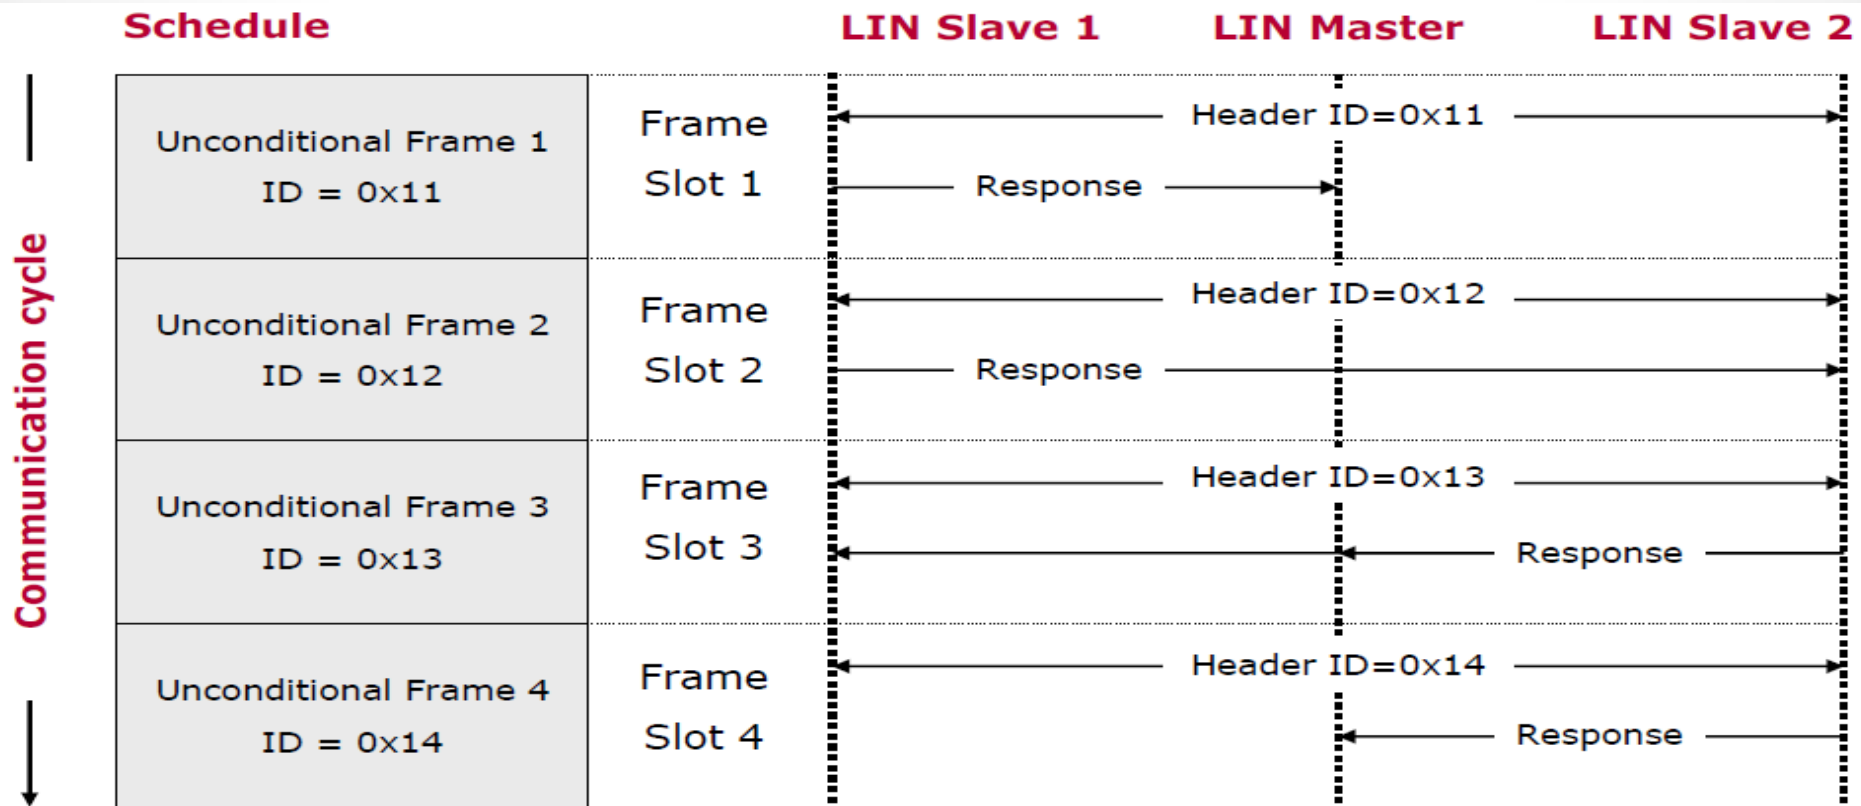 Schedule
LIN Slave 1
LIN Master
LIN Slave 2
Communication cycle
Unconditional Frame 1
ID = 0x11
Frame
Slot 1
Header ID=0x11
Response
Unconditional Frame 2
ID = 0x12
Frame
Slot 2
Header ID=0x12
Response
Unconditional Frame 3
ID = 0x13
Frame
Slot 3
Header ID=0x13
Response
Unconditional Frame 4
ID = 0x14
Frame
Slot 4
Header ID=0x14
Response